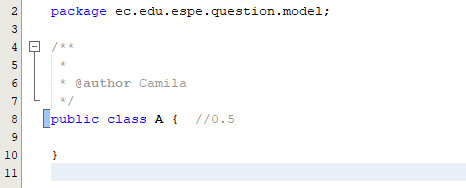 2 package ec.edu.espe.question.model;
3
4 /**
5 *
6 * @author Camila
7 */
8 public class A { //0.5
9
10 }
11